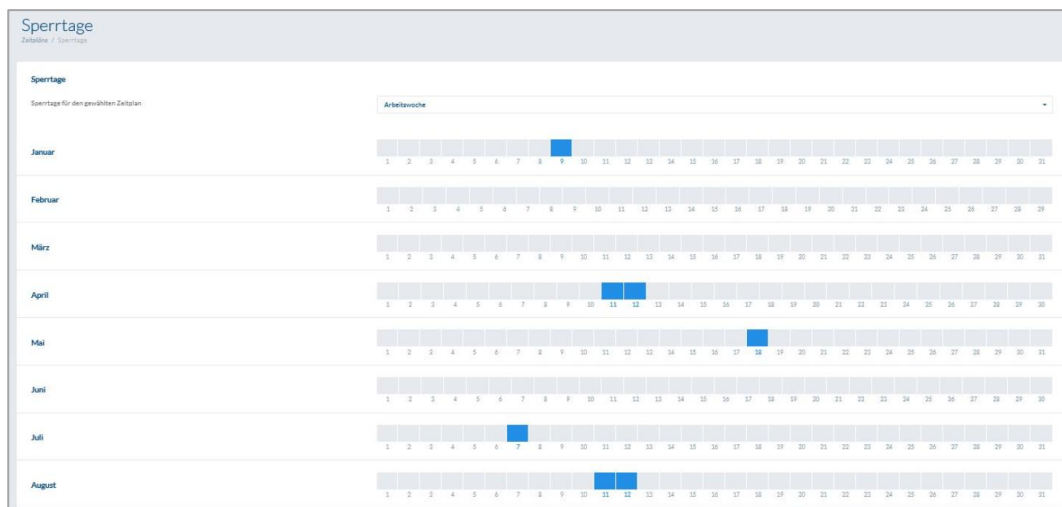 Sperrtage
Zeitpläne / Sperrtage
Sperrtage
Sperrtage für den gewählten Zeitplan Arbeitswoche
Januar 1 2 3 4 5 6 7 8 9 10 11 12 13 14 15 16 17 18 19 20 21 22 23 24 25 26 27 28 29 30 31
Februar 1 2 3 4 5 6 7 8 9 10 11 12 13 14 15 16 17 18 19 20 21 22 23 24 25 26 27 28 29
März 1 2 3 4 5 6 7 8 9 10 11 12 13 14 15 16 17 18 19 20 21 22 23 24 25 26 27 28 29 30 31
April 1 2 3 4 5 6 7 8 9 10 11 12 13 14 15 16 17 18 19 20 21 22 23 24 25 26 27 28 29 30
Mai 1 2 3 4 5 6 7 8 9 10 11 12 13 14 15 16 17 18 19 20 21 22 23 24 25 26 27 28 29 30 31
Juni 1 2 3 4 5 6 7 8 9 10 11 12 13 14 15 16 17 18 19 20 21 22 23 24 25 26 27 28 29 30
Juli 1 2 3 4 5 6 7 8 9 10 11 12 13 14 15 16 17 18 19 20 21 22 23 24 25 26 27 28 29 30 31
August 1 2 3 4 5 6 7 8 9 10 11 12 13 14 15 16 17 18 19 20 21 22 23 24 25 26 27 28 29 30 31